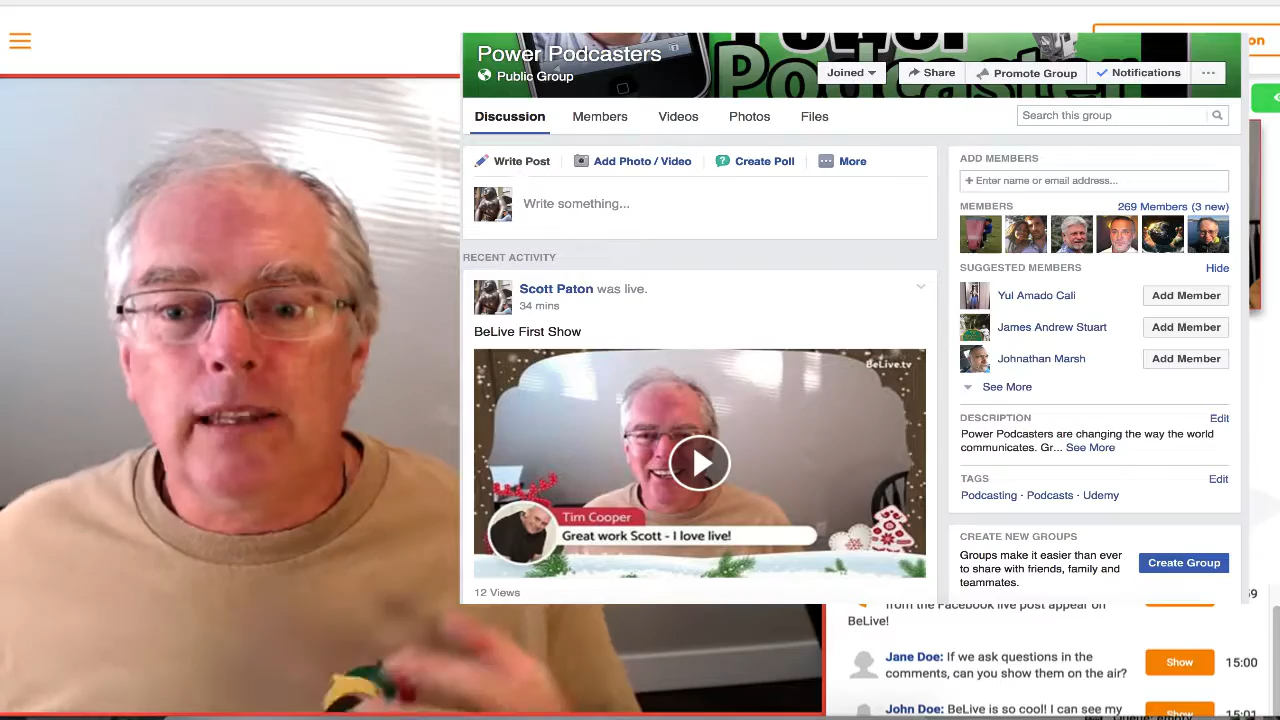 on
Power
Podcaster
Power Podcasters
Public Group
Joined
Share
Promote Group
Notifications
Discussion
Members
Videos
Photos
Files
Search this group
Write Post
Add Photo / Video
Create Poll
More
Write something...
RECENT ACTIVITY
Scott Paton was live.
34 mins
BeLive First Show
BeLive.tv
Tim Cooper
Great work Scott - I love live!
12 Views
ADD MEMBERS
+ Enter name or email address...
MEMBERS
269 Members (3 new)
SUGGESTED MEMBERS
Hide
Yul Amado Cali
Add Member
James Andrew Stuart
Add Member
Johnathan Marsh
Add Member
See More
DESCRIPTION
Edit
Power Podcasters are changing the way the world
communicates. Gr... See More
TAGS
Edit
Podcasting · Podcasts · Udemy
CREATE NEW GROUPS
Groups make it easier than ever
to share with friends, family and
teammates.
Create Group
from the Facebook live post appear on
BeLive!
Jane Doe: If we ask questions in the
comments, can you show them on the air?
Show
15:00
John Doe: BeLive is so cool! I can see my
Show
15:01